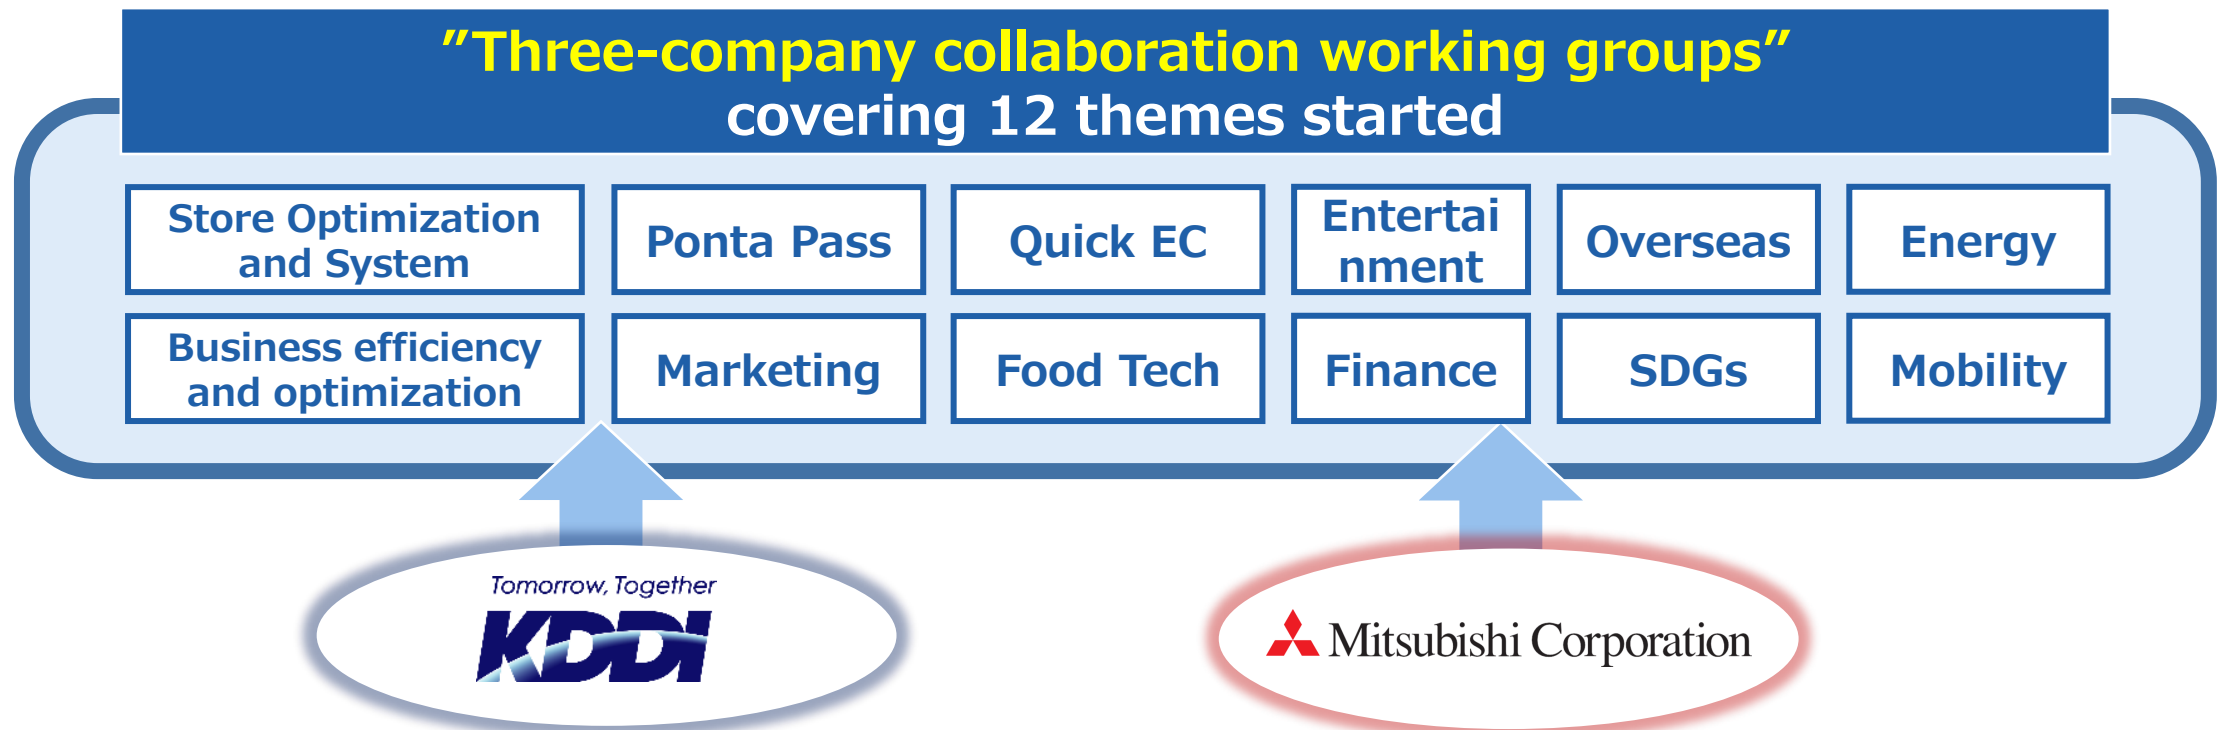 ”Three-company collaboration working groups”
covering 12 themes started
Store Optimization
and System
Ponta Pass
Quick EC
Entertai
nment
Overseas
Energy
Business efficiency
and optimization
Marketing
Food Tech
Finance
SDGs
Mobility
Tomorrow, Together
KDDI
Mitsubishi Corporation